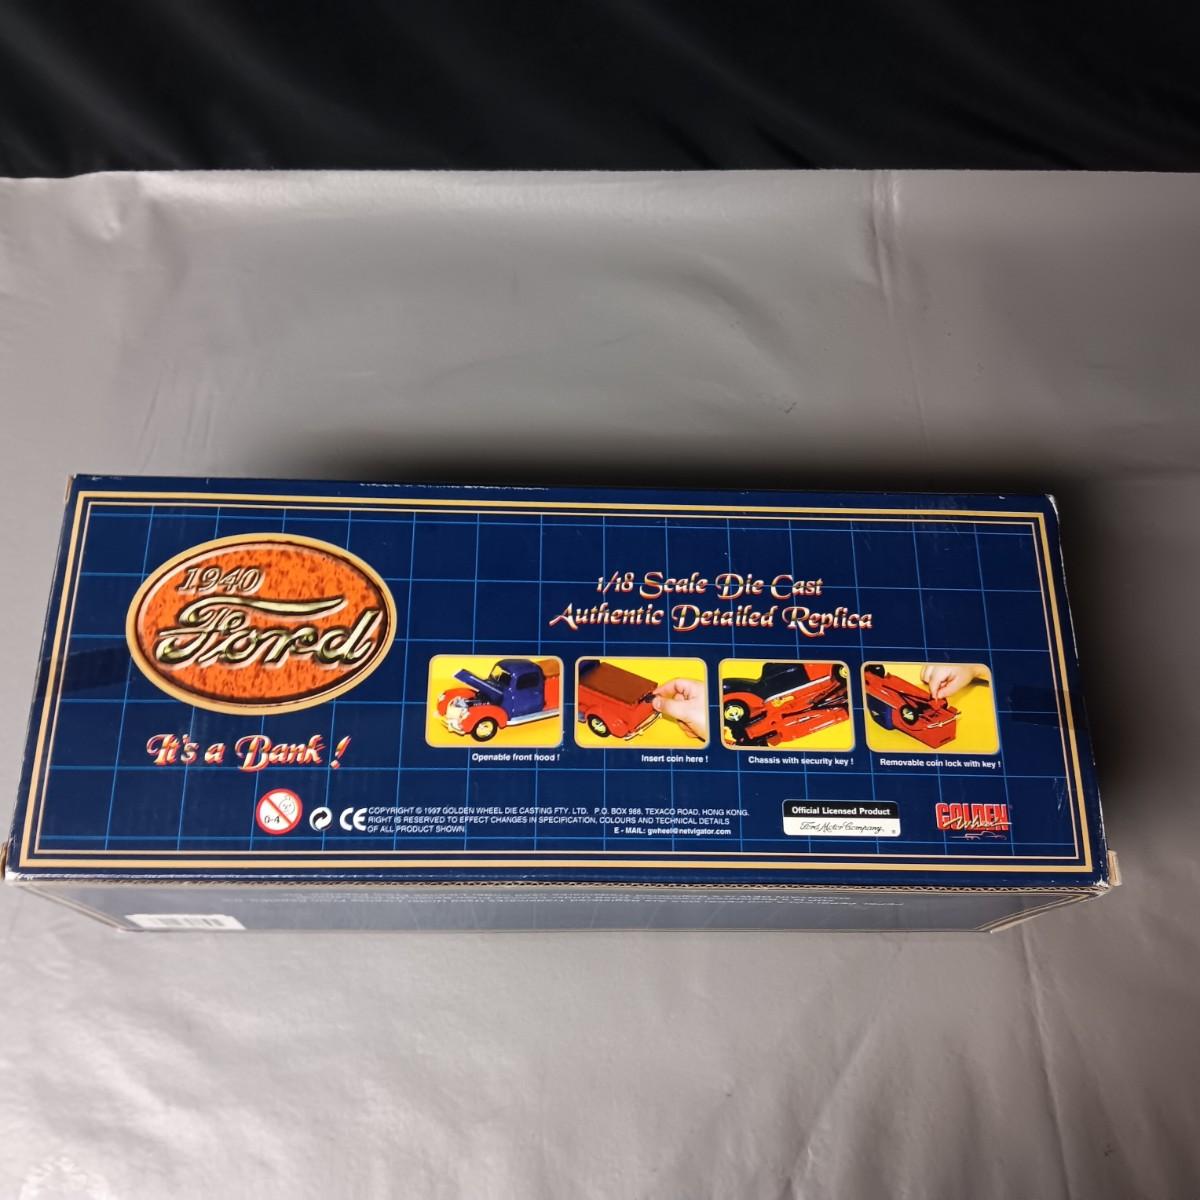 1940
Ford
It's a Bank !
1/18 Scale Die Cast
Authentic Detailed Replica
Openable front hood !
Insert coin here !
Chassis with security key !
Removable coin lock with key !
0-4
CE
COPYRIGHT © 1997 GOLDEN WHEEL DIE CASTING FTY. LTD. P.O. BOX 988, TEXACO ROAD, HONG KONG.
RIGHT IS RESERVED TO EFFECT CHANGES IN SPECIFICATION, COLOURS AND TECHNICAL DETAILS
OF ALL PRODUCT SHOWN.
E - MAIL: gwheel@netvigator.com
Official Licensed Product
Ford Motor Company
GOLDEN
Wheel